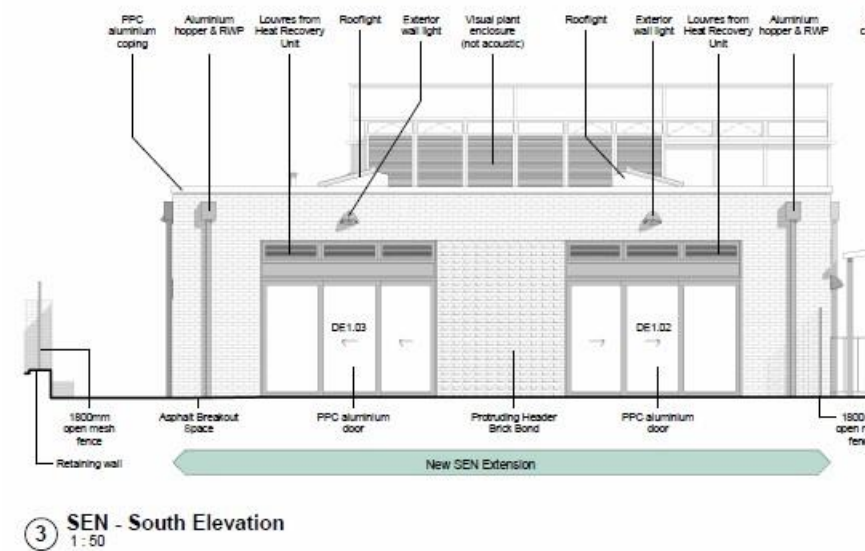 PPC
aluminium
coping
Aluminium
hopper & RWP
Louvres from
Heat Recovery
Unit
Rooflight
Exterior
wall light
Visual plant
enclosure
(not acoustic)
Rooflight
Exterior
wall light
Louvres from
Heat Recovery
Unit
Aluminium
hopper & RWP
DE1.03
DE1.02
1800mm
open mesh
fence
Retaining wall
Asphalt Breakout
Space
PPC aluminium
door
Protruding Header
Brick Bond
PPC aluminium
door
1800
open
New SEN Extension
3
SEN - South Elevation
1 : 50